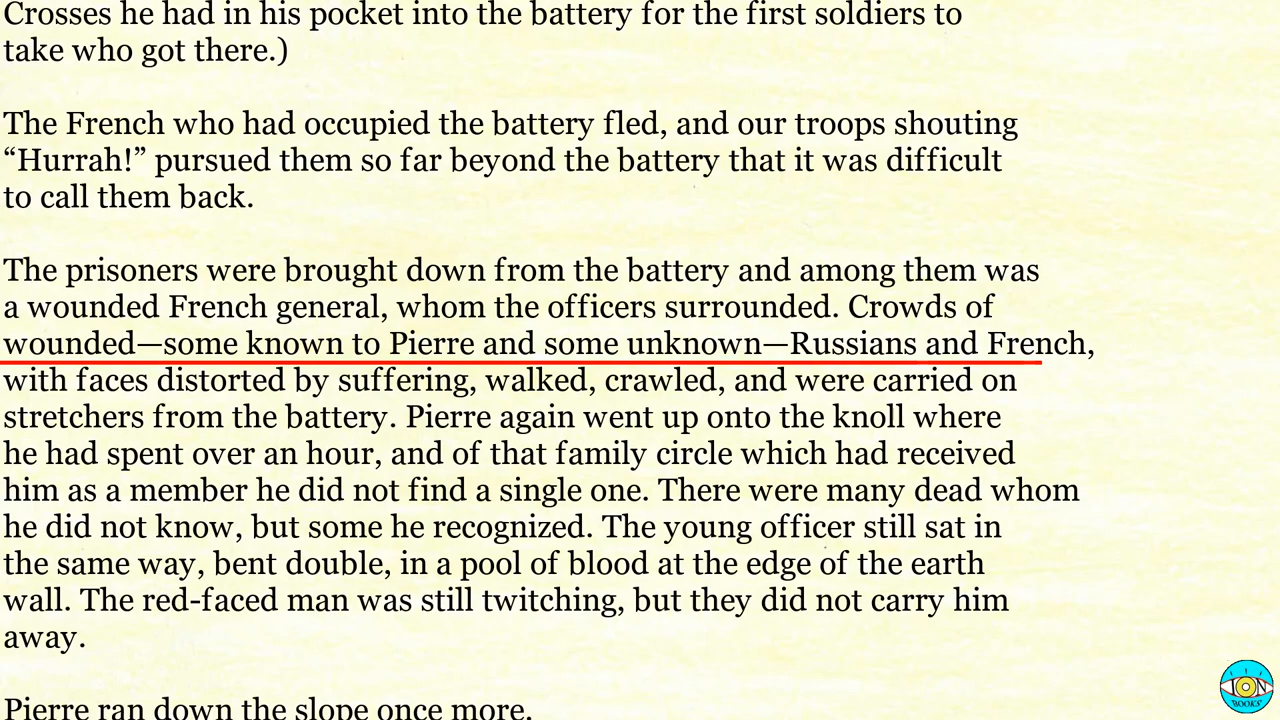 Crosses he had in his pocket into the battery for the first soldiers to
take who got there.)
The French who had occupied the battery fled, and our troops shouting
“Hurrah!” pursued them so far beyond the battery that it was difficult
to call them back.
The prisoners were brought down from the battery and among them was
a wounded French general, whom the officers surrounded. Crowds of
wounded—some known to Pierre and some unknown—Russians and French,
with faces distorted by suffering, walked, crawled, and were carried on
stretchers from the battery. Pierre again went up onto the knoll where
he had spent over an hour, and of that family circle which had received
him as a member he did not find a single one. There were many dead whom
he did not know, but some he recognized. The young officer still sat in
the same way, bent double, in a pool of blood at the edge of the earth
wall. The red-faced man was still twitching, but they did not carry him
away.
Pierre ran down the slope once more.
ION
BOOKS